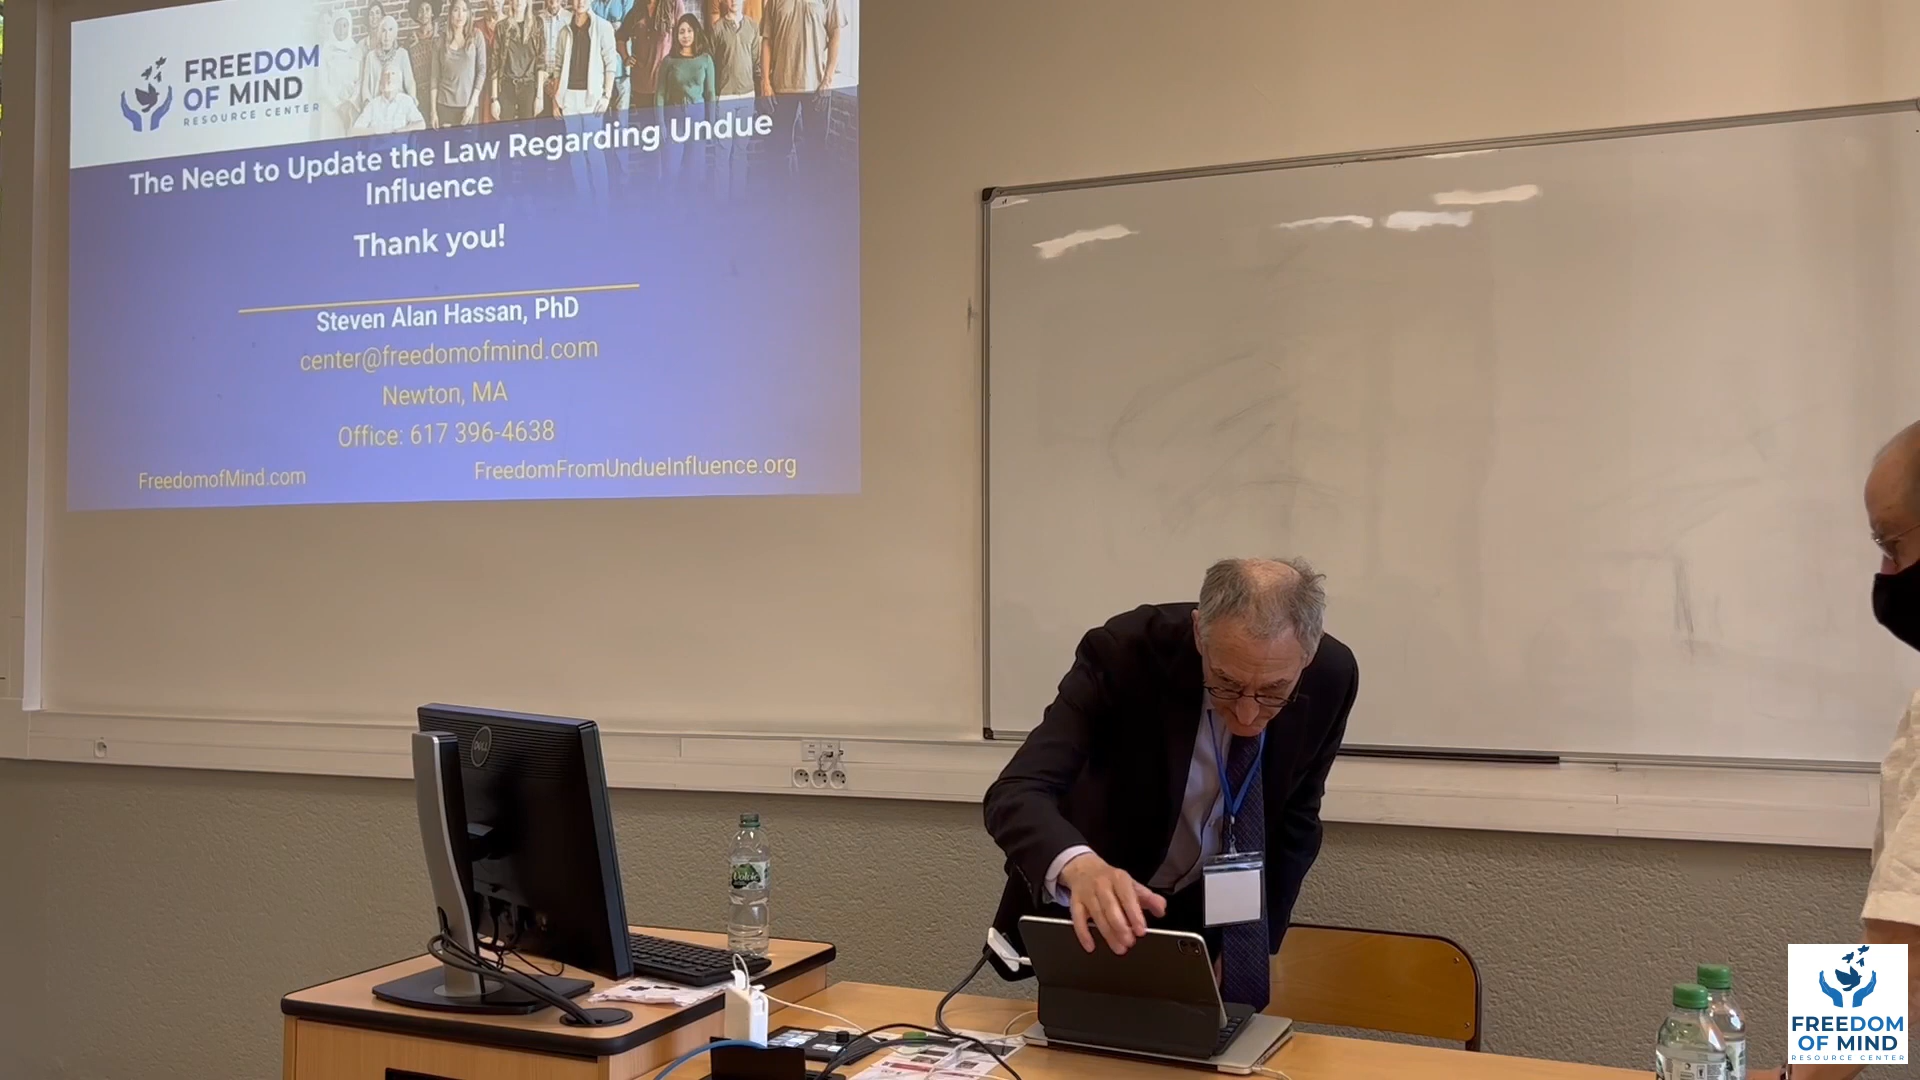 FREEDOM
OF MIND
RESOURCE CENTER
The Need to Update the Law Regarding Undue
Influence
Thank you!
Steven Alan Hassan, PhD
center@freedomofmind.com
Newton, MA
Office: 617 396-4638
FreedomofMind.com
FreedomFromUndueInfluence.org
DELL
Volvic
FREEDOM
OF MIND
RESOURCE CENTER